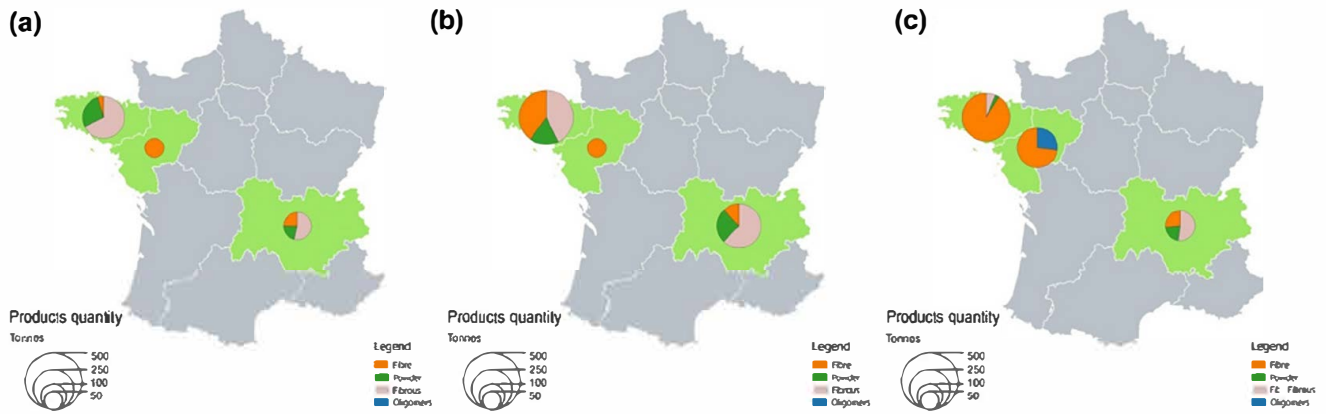 (a)
(b)
(c)
Products quantity
Tonnes
500
250
100
50
Legend
Fibre
Powder
Fibrous
Oligomers
Products quantity
Tonnes
500
250
100
50
Legend
Fibre
Powder
Fibrous
Oligomers
Products quantity
Tonnes
500
250
100
50
Legend
Fibre
Powder
Fibrous
Oligomers